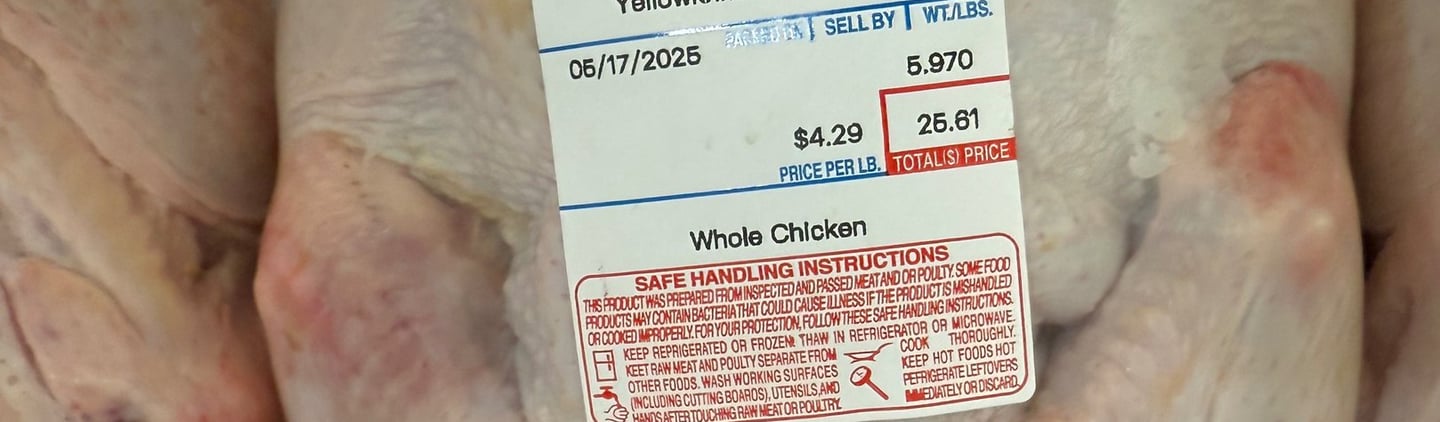 SELL BY WT./LBS.
05/17/2025 5.970
$4.29 25.61
PRICE PER LB. TOTAL(S) PRICE
Whole Chicken
SAFE HANDLING INSTRUCTIONS
THIS PRODUCT WAS PREPARED FROM INSPECTED AND PASSED MEAT AND OR POULTY. SOME FOOD
PRODUCTS MAY CONTAIN BACTERIA THAT COULD CAUSE ILLNESS IF THE PRODUCT IS MISHANDLED
OR COOKED IMPROPERLY. FOR YOUR PROTECTION, FOLLOW THESE SAFE HANDLING INSTRUCTIONS.
KEEP REPRIGERATED OR FROZEN. THAW IN REFRIGERATOR OR MICROWAVE.
KEET RAW MEAT AND POULTY SEPARATE FROM
OTHER FOODS. WASH WORKING SURFACES
(INCLUDING CUTTING BOARDS), UTENSILS, AND
HANDS AFTER TOUCHING RAW MEAT OR POULTRY.
COOK THOROUGHLY.
KEEP HOT FOODS HOT
PEFRIGERATE LEFTOVERS
IMMEDIATELY OR DISCARD.